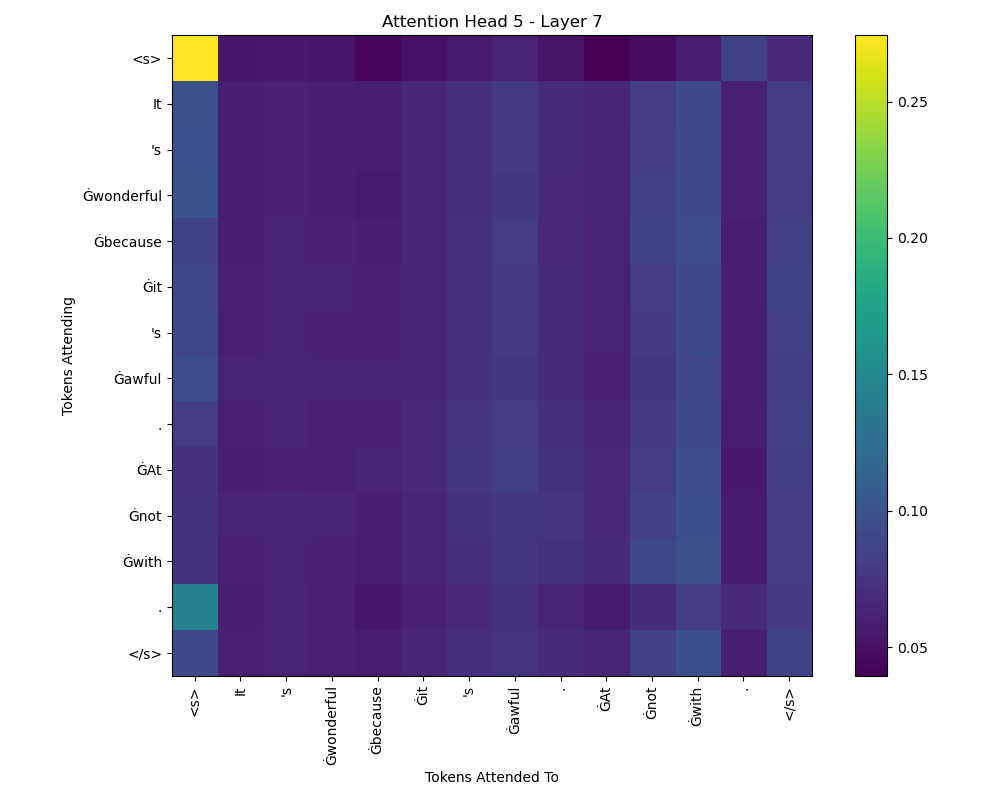 Attention Head 5 - Layer 7
<s>
It
's
Ġwonderful
Ġbecause
Ġit
's
Ġawful
.
ĠAt
Ġnot
Ġwith
.
</s>
Tokens Attending
<s>
It
's
Ġwonderful
Ġbecause
Ġit
's
Ġawful
.
ĠAt
Ġnot
Ġwith
.
</s>
Tokens Attended To
0.25
0.20
0.15
0.10
0.05